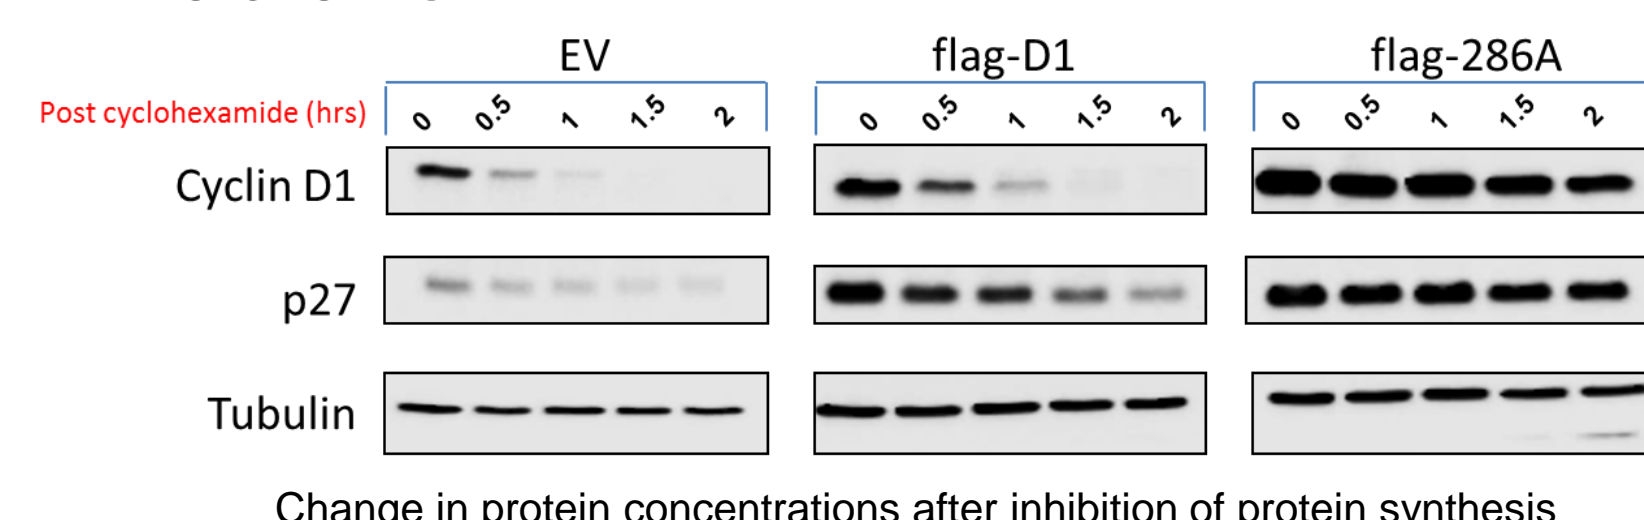 EV flag-D1 flag-286A
Post cyclohexamide (hrs) 0 0.5 1 1.5 2 0 0.5 1 1.5 2 0 0.5 1 1.5 2
Cyclin D1
p27
Tubulin
Change in protein concentrations after inhibition of protein synthesis